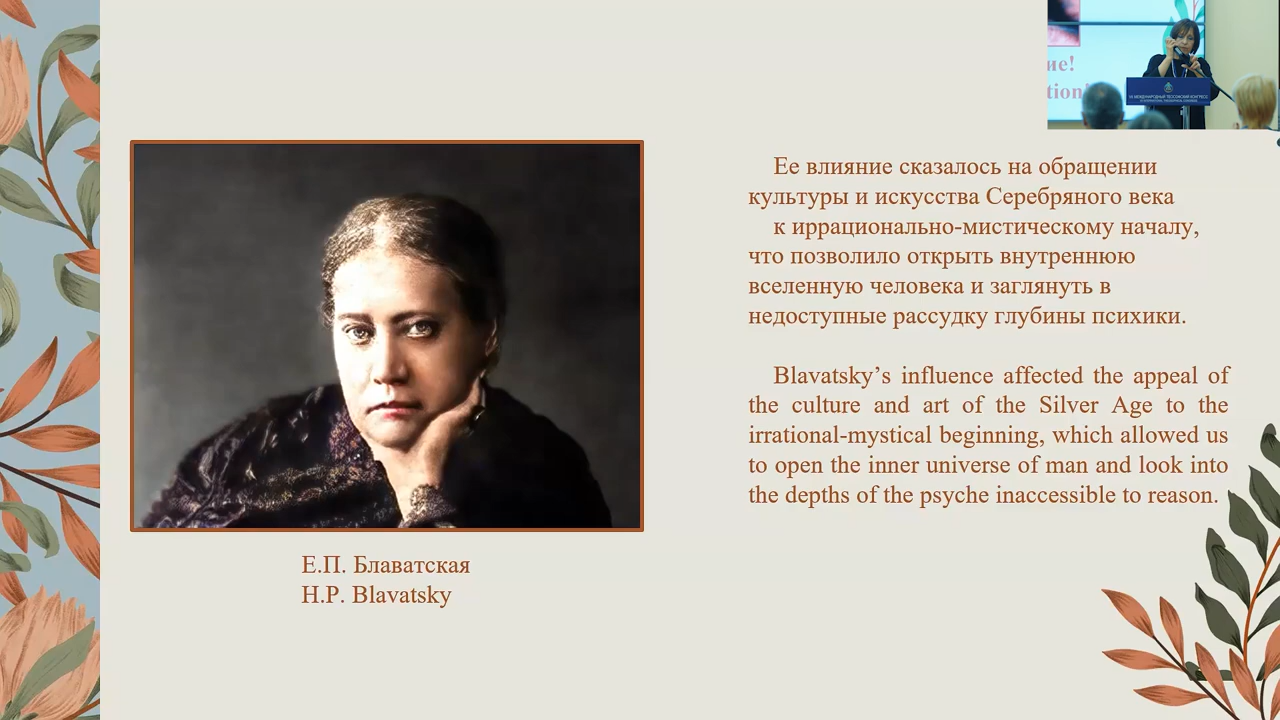 ие!
tion!
Ее влияние сказалось на обращении
культуры и искусства Серебряного века
к иррационально-мистическому началу,
что позволило открыть внутреннюю
вселенную человека и заглянуть в
недоступные рассудку глубины психики.
Blavatsky’s influence affected the appeal of
the culture and art of the Silver Age to the
irrational-mystical beginning, which allowed us
to open the inner universe of man and look into
the depths of the psyche inaccessible to reason.
Е.П. Блаватская
H.P. Blavatsky